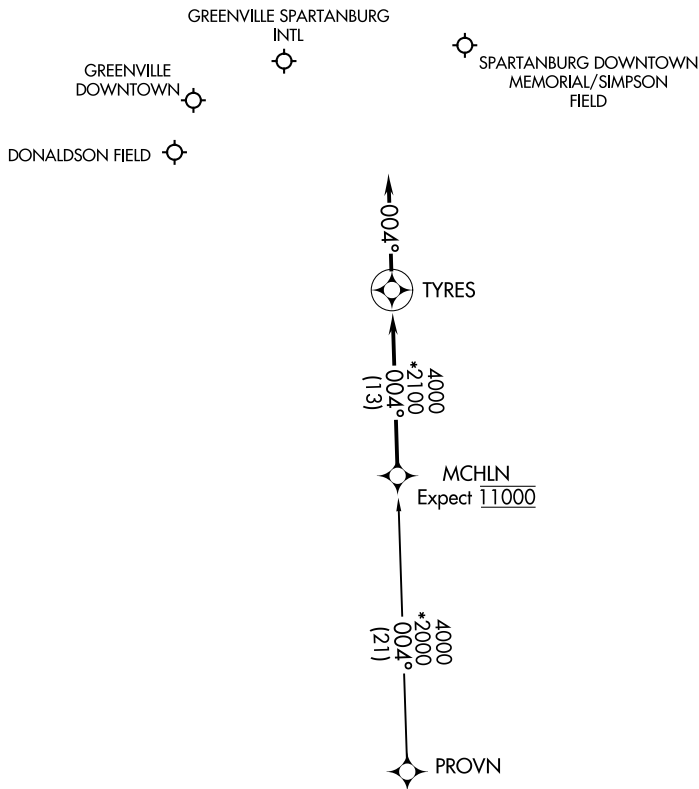 GREENVILLE SPARTANBURG
INTL
SPARTANBURG DOWNTOWN
MEMORIAL/SIMPSON
FIELD
GREENVILLE
DOWNTOWN
DONALDSON FIELD
004°
TYRES
4000
*2100
004°
(13)
MCHLN
Expect 11000
4000
*2000
004°
(21)
PROVN